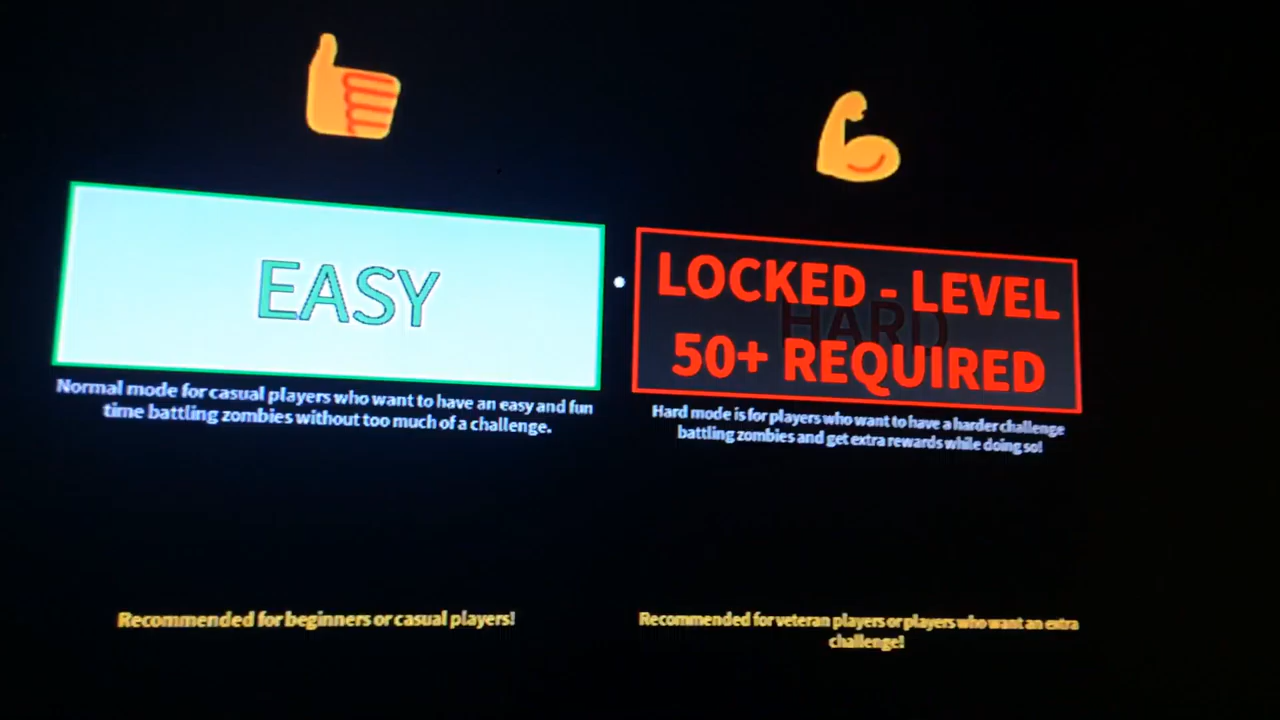 EASY
Normal mode for casual players who want to have an easy and fun
time battling zombies without too much of a challenge.
Recommended for beginners or casual players!
LOCKED - LEVEL
HARD
50+ REQUIRED
Hard mode is for players who want to have a harder challenge
battling zombies and get extra rewards while doing so!
Recommended for veteran players or players who want an extra
challenge!